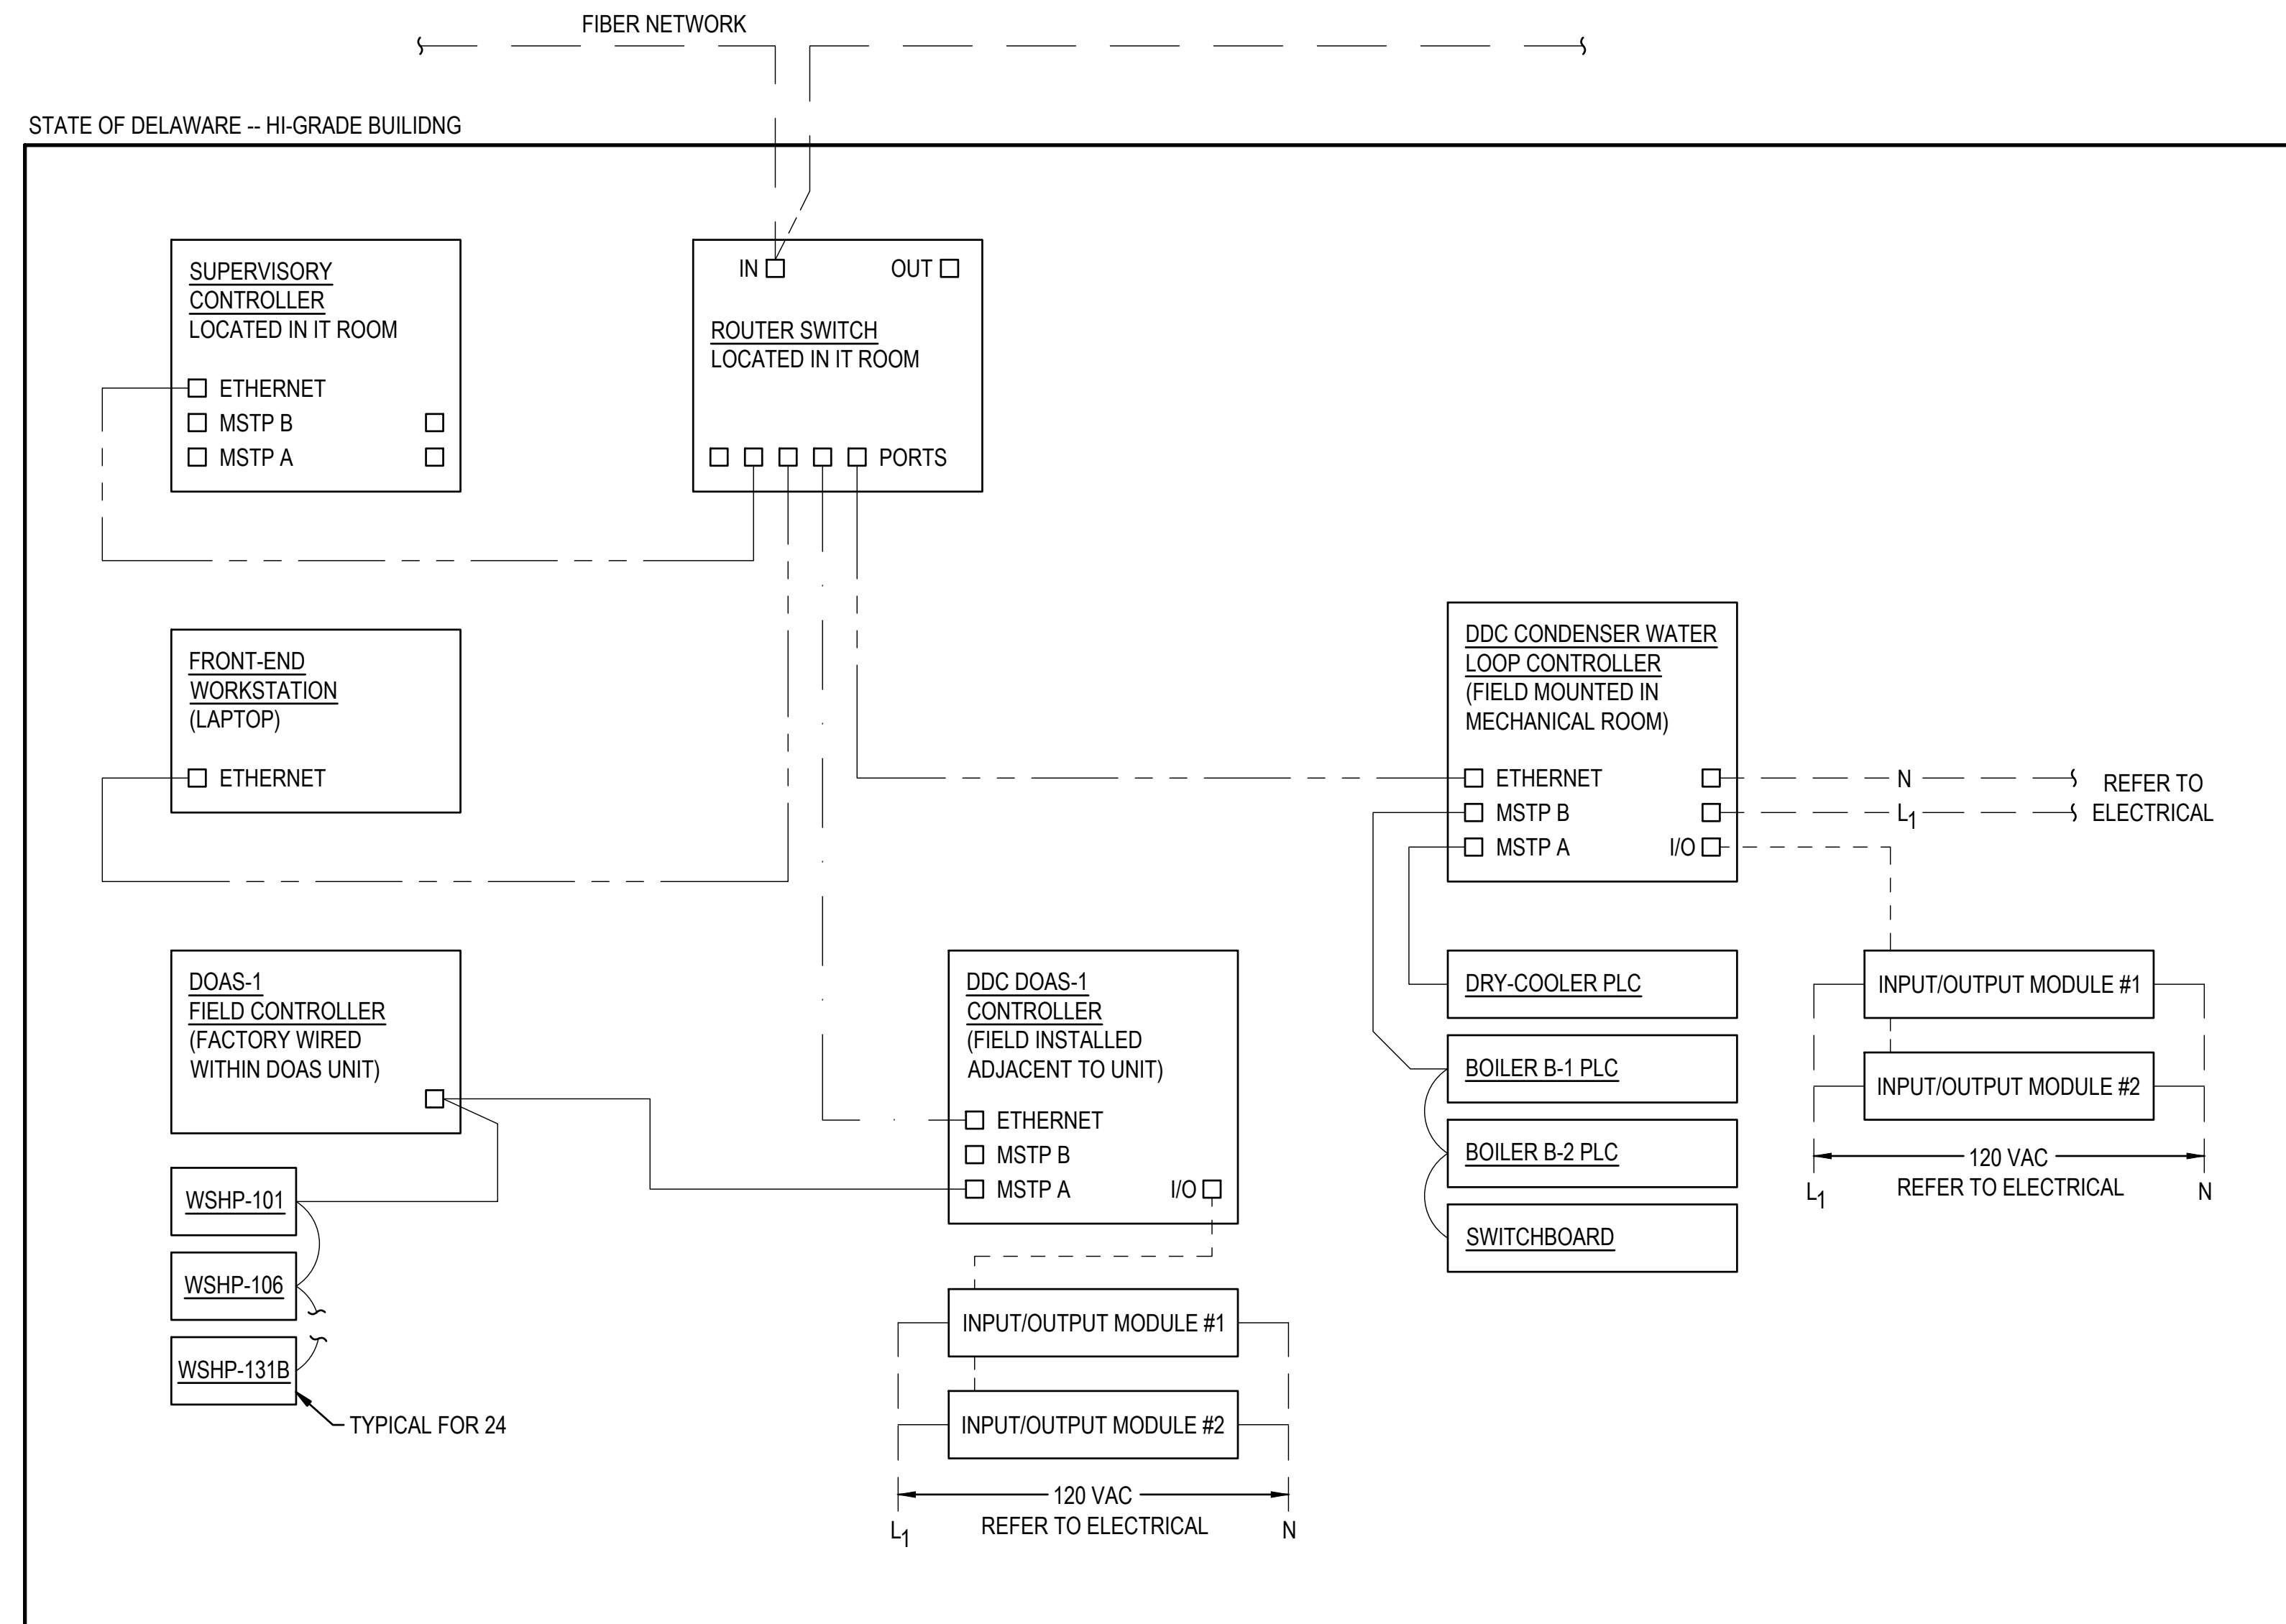 FIBER NETWORK
STATE OF DELAWARE -- HI-GRADE BUILIDNG
SUPERVISORY
CONTROLLER
LOCATED IN IT ROOM
ETHERNET
MSTP B
MSTP A
IN
OUT
ROUTER SWITCH
LOCATED IN IT ROOM
PORTS
FRONT-END
WORKSTATION
(LAPTOP)
ETHERNET
DDC CONDENSER WATER
LOOP CONTROLLER
(FIELD MOUNTED IN
MECHANICAL ROOM)
ETHERNET
MSTP B
MSTP A
I/O
N
L1
REFER TO
ELECTRICAL
DOAS-1
FIELD CONTROLLER
(FACTORY WIRED
WITHIN DOAS UNIT)
WSHP-101
WSHP-106
WSHP-131B
TYPICAL FOR 24
DDC DOAS-1
CONTROLLER
(FIELD INSTALLED
ADJACENT TO UNIT)
ETHERNET
MSTP B
MSTP A
I/O
INPUT/OUTPUT MODULE #1
INPUT/OUTPUT MODULE #2
120 VAC
REFER TO ELECTRICAL
L1
N
DRY-COOLER PLC
BOILER B-1 PLC
BOILER B-2 PLC
SWITCHBOARD
INPUT/OUTPUT MODULE #1
INPUT/OUTPUT MODULE #2
120 VAC
REFER TO ELECTRICAL
L1
N